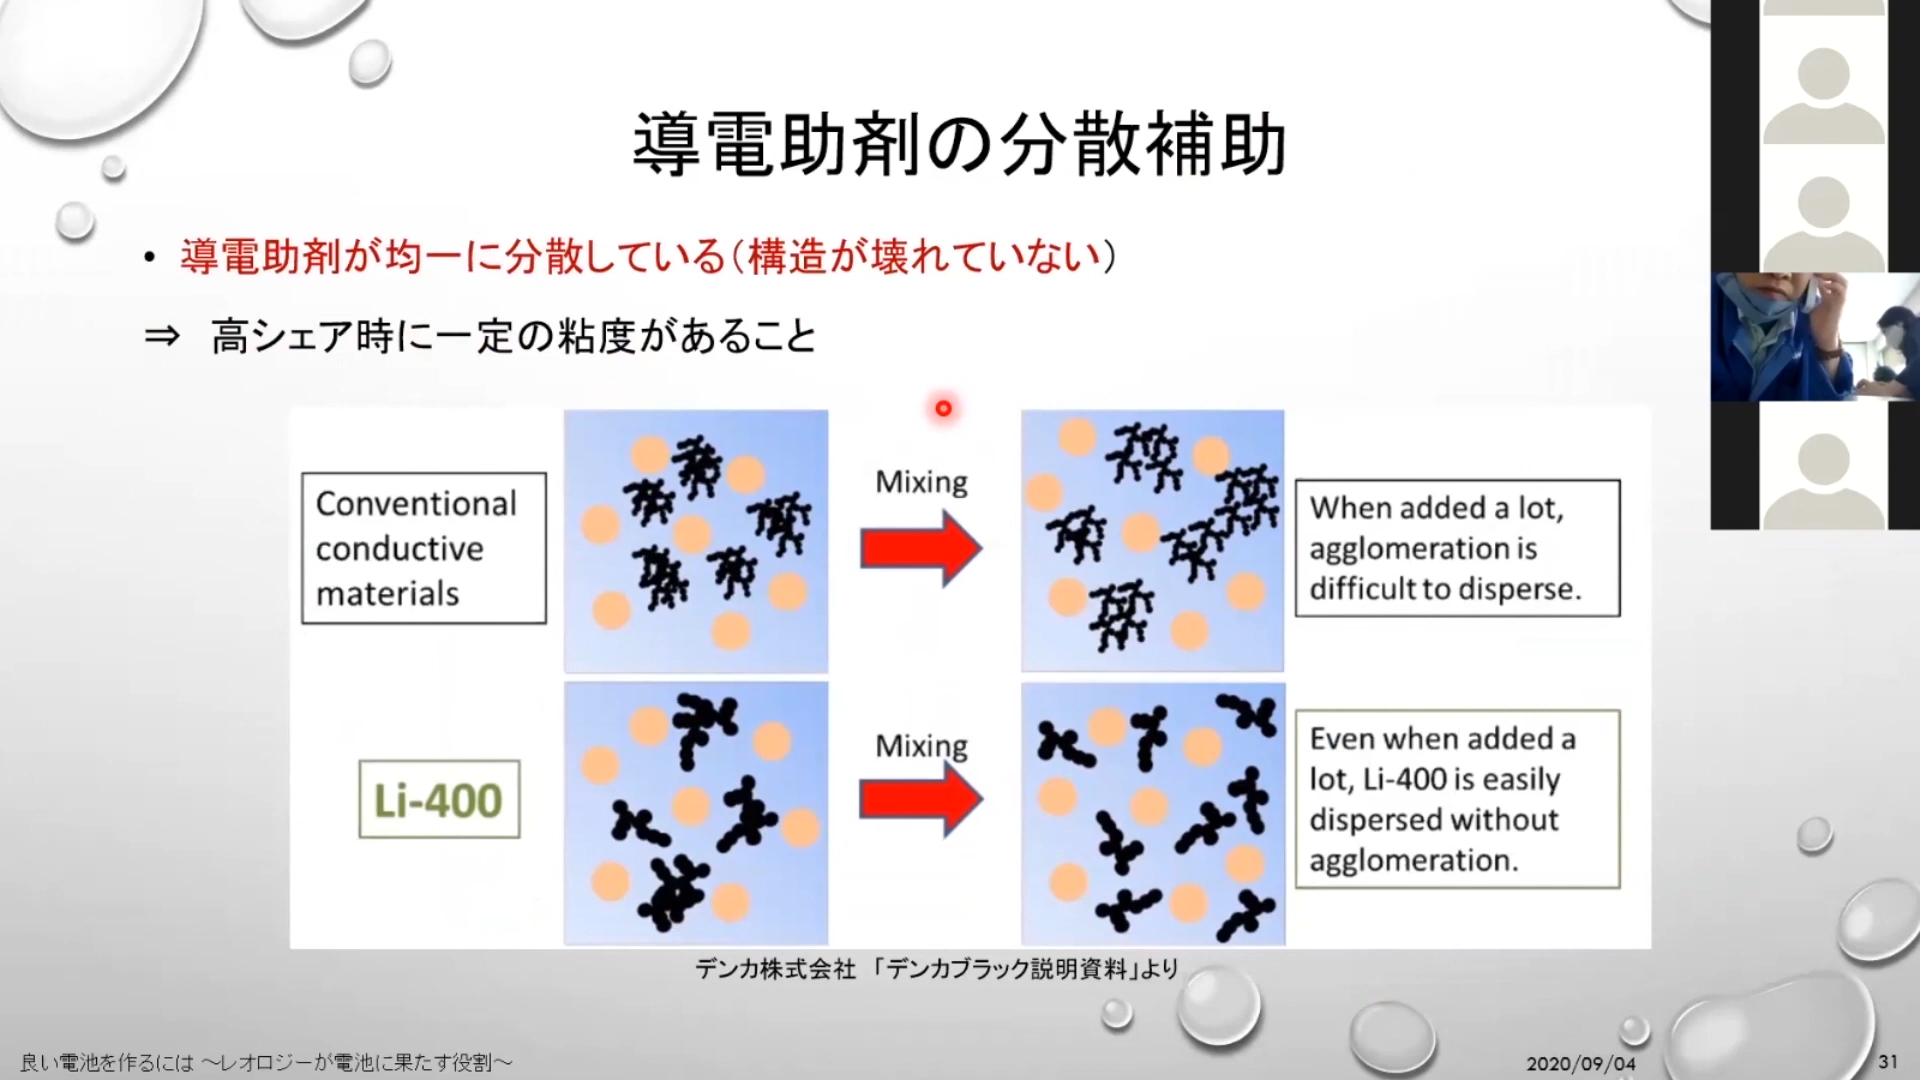 導電助剤の分散補助
• 導電助剤が均一に分散している（構造が壊れていない）
⇒ 高シェア時に一定の粘度があること
Conventional
conductive
materials
Mixing
When added a lot,
agglomeration is
difficult to disperse.
Li-400
Mixing
Even when added a
lot, Li-400 is easily
dispersed without
agglomeration.
デンカ株式会社 「デンカブラック説明資料」より
良い電池を作るには ～レオロジーが電池に果たす役割～
2020/09/04
31